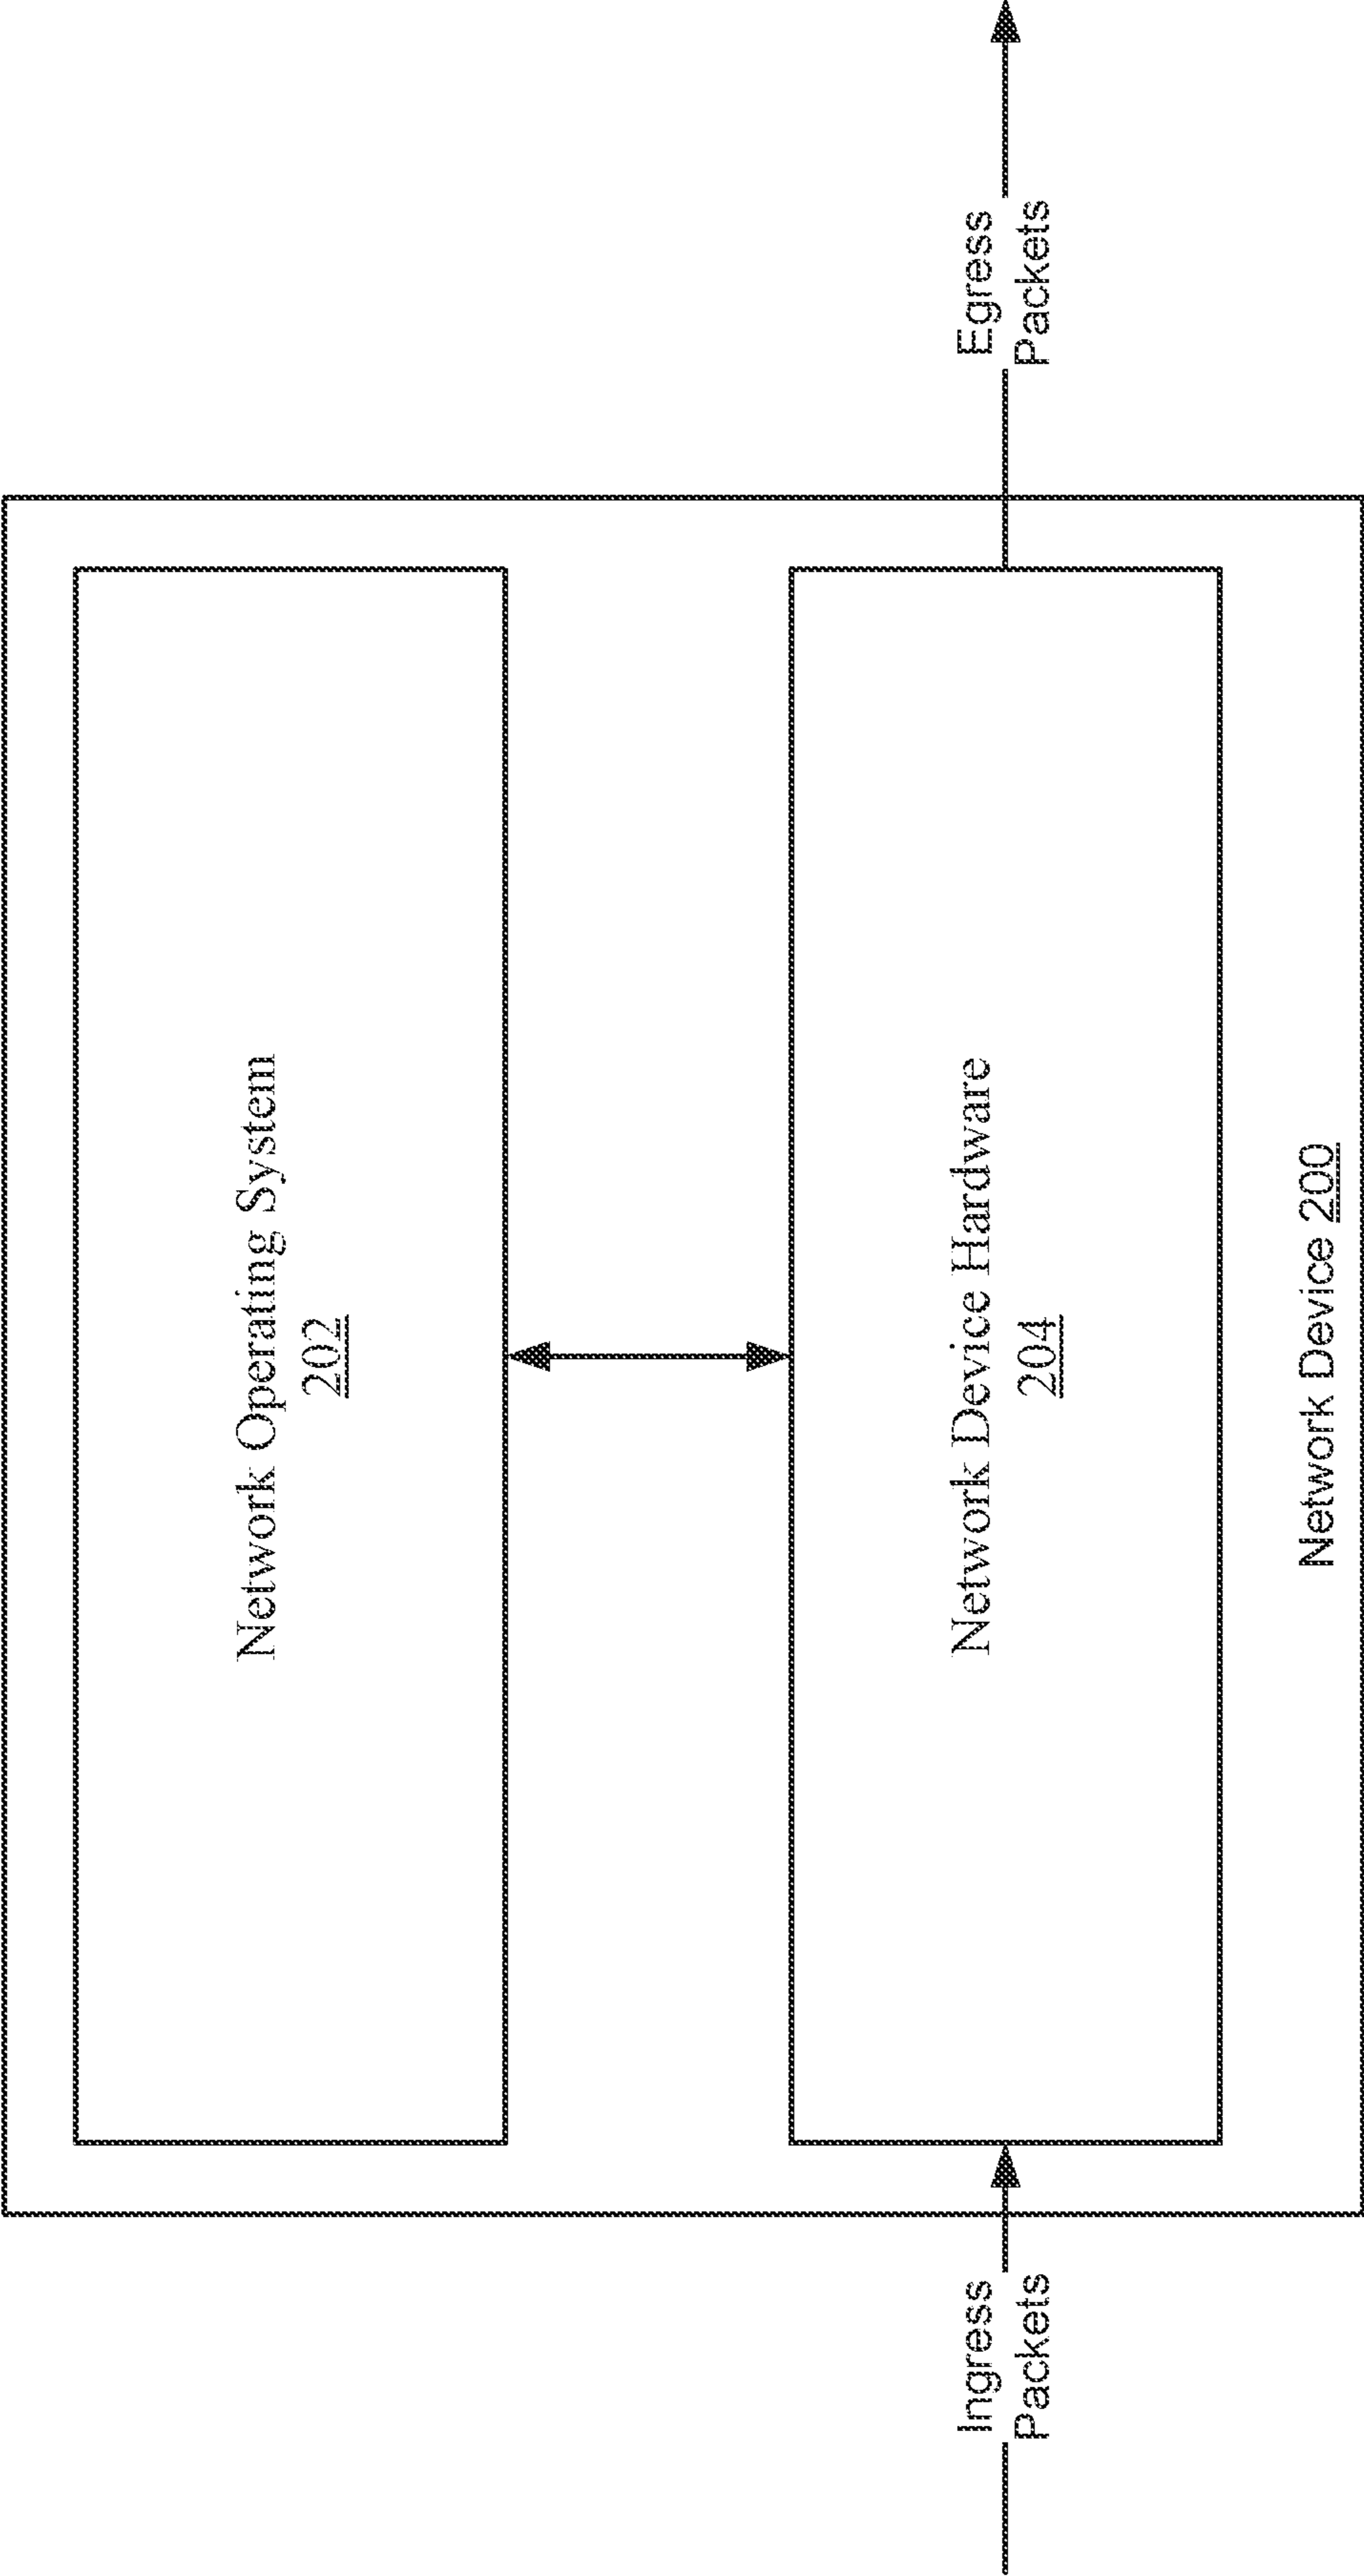 Network Operating System
202
Ingress
Packets
Network Device Hardware
204
Egress
Packets
Network Device 200